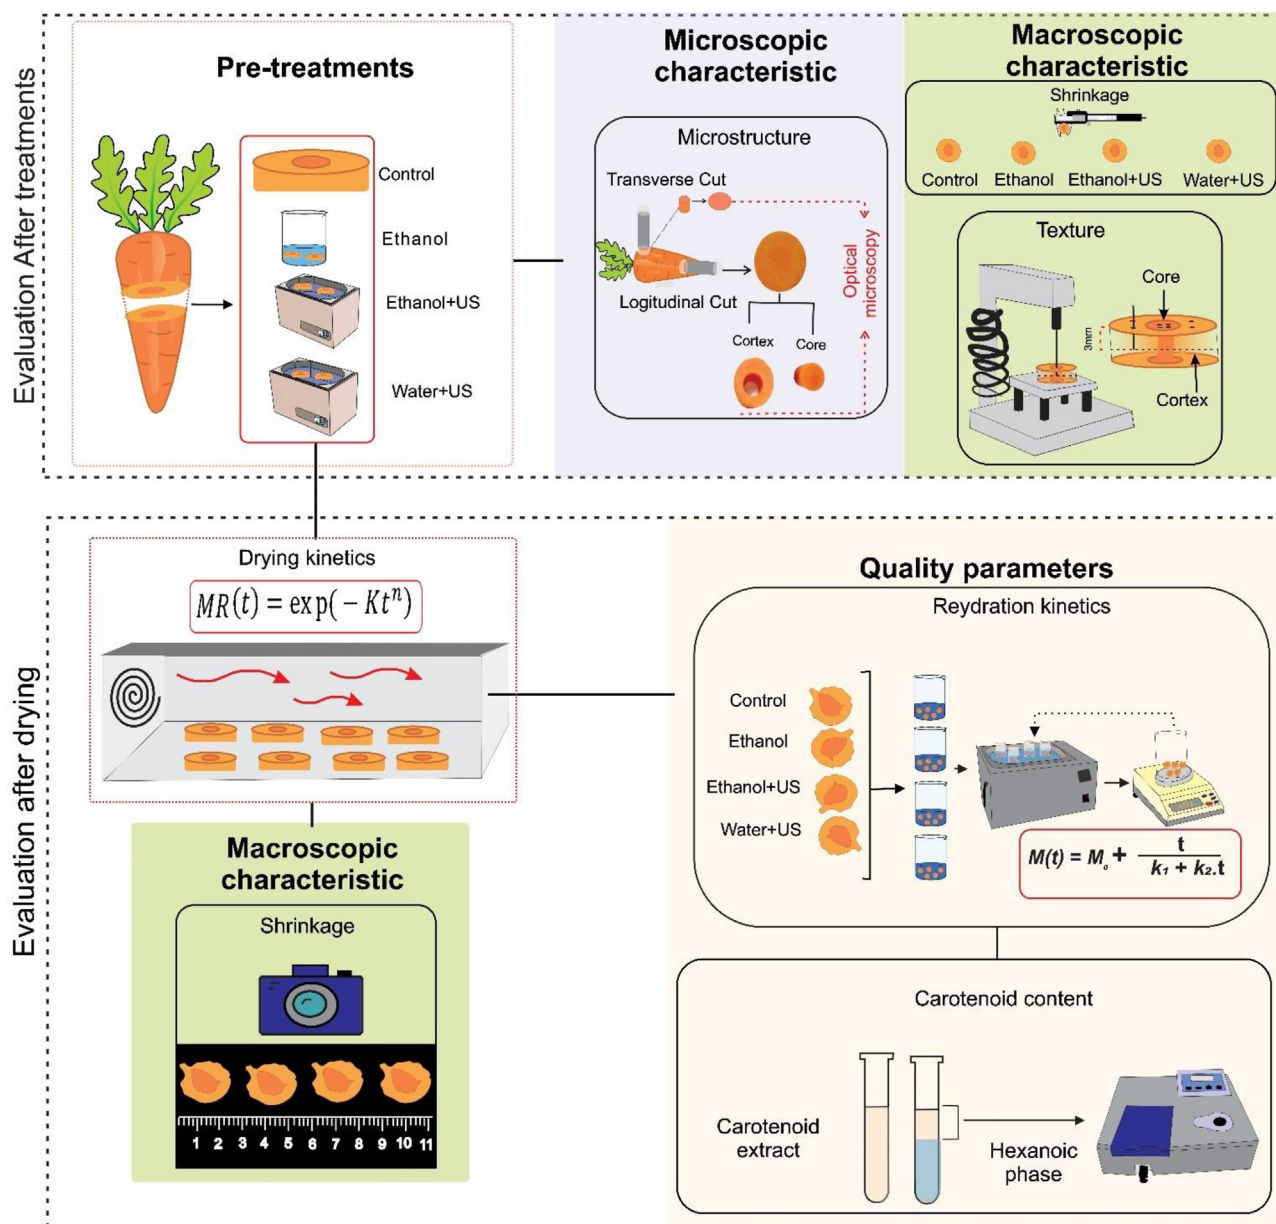 Evaluation After treatments
Pre-treatments
Control
Ethanol
Ethanol+US
Water+US
Microscopic
characteristic
Microstructure
Transverse Cut
Logitudinal Cut
Cortex
Core
Optical
microscopy
Macroscopic
characteristic
Shrinkage
Control
Ethanol
Ethanol+US
Water+US
Texture
Core
3mm
Cortex
Evaluation after drying
Drying kinetics
MR(t) = exp(− Ktⁿ)
Macroscopic
characteristic
Shrinkage
1 2 3 4 5 6 7 8 9 10 11
Quality parameters
Reydration kinetics
Control
Ethanol
Ethanol+US
Water+US
M(t) = Mₒ + t / k₁ + k₂.t
Carotenoid content
Carotenoid
extract
Hexanoic
phase